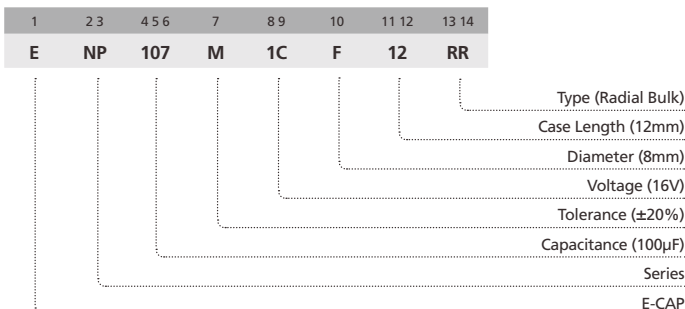 1 2 3 4 5 6 7 8 9 10 11 12 13 14
E NP 107 M 1C F 12 RR
Type (Radial Bulk)
Case Length (12mm)
Diameter (8mm)
Voltage (16V)
Tolerance (±20%)
Capacitance (100µF)
Series
E-CAP